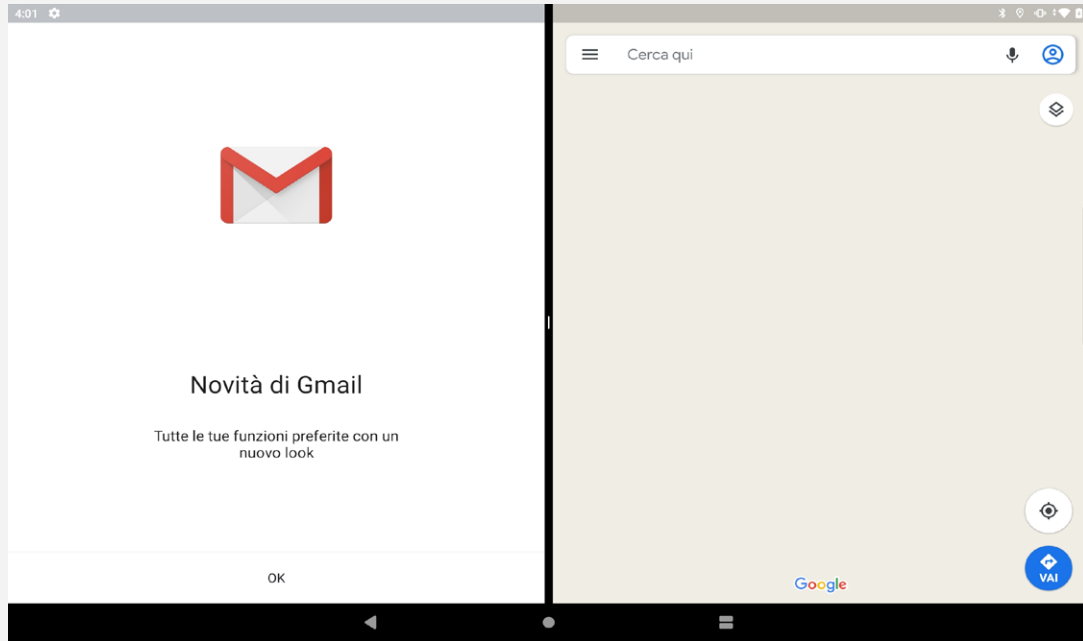 4:01
Novità di Gmail
Tutte le tue funzioni preferite con un
nuovo look
OK
Cerca qui
Google
VAI